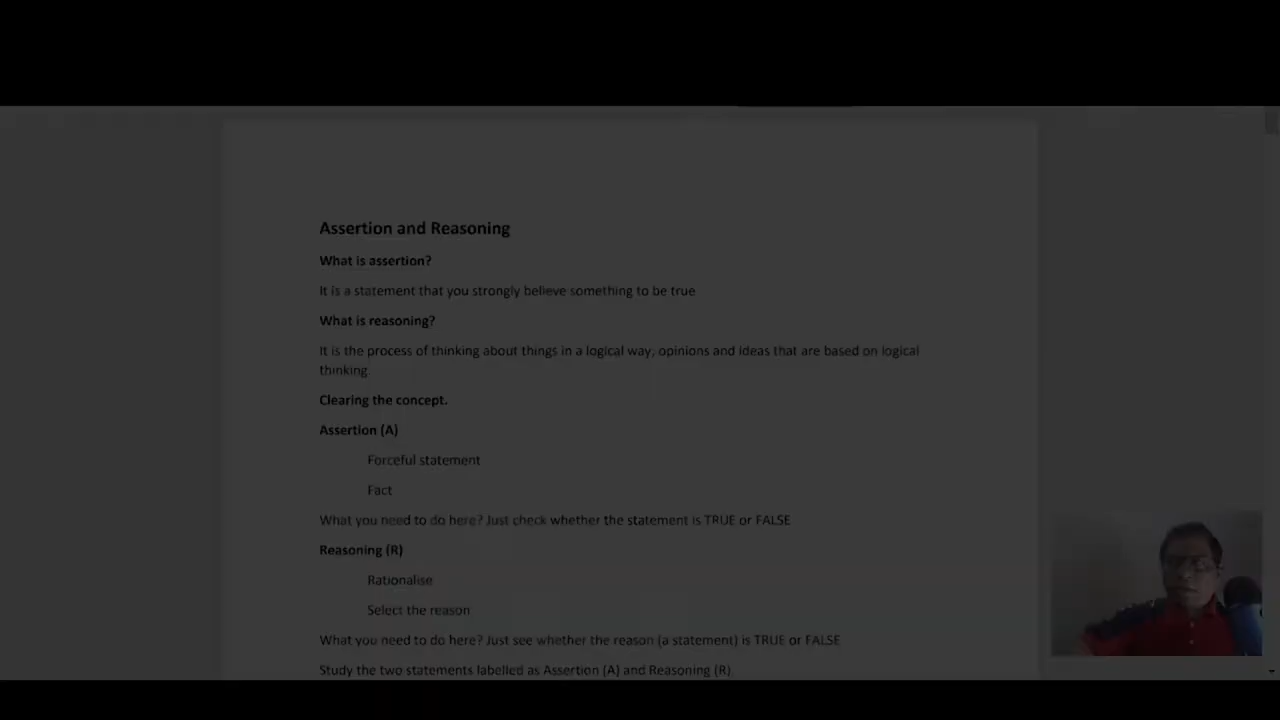 Assertion and Reasoning
What is assertion?
It is a statement that you strongly believe something to be true
What is reasoning?
It is the process of thinking about things in a logical way; opinions and ideas that are based on logical
thinking.
Clearing the concept.
Assertion (A)
Forceful statement
Fact
What you need to do here? Just check whether the statement is TRUE or FALSE
Reasoning (R)
Rationalise
Select the reason
What you need to do here? Just see whether the reason (a statement) is TRUE or FALSE
Study the two statements labelled as Assertion (A) and Reasoning (R)